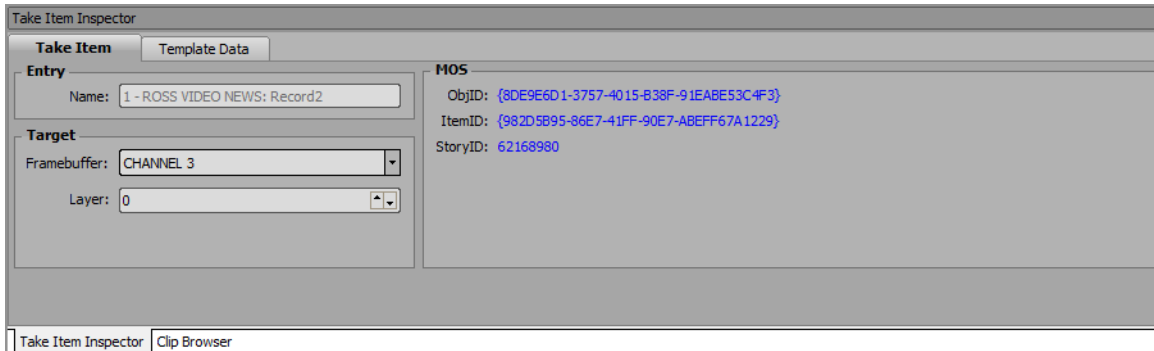 Take Item Inspector
Take Item
Template Data
Entry
Name: 1 - ROSS VIDEO NEWS: Record2
Target
Framebuffer: CHANNEL 3
Layer: 0
MOS
ObjID: {8DE9E6D1-3757-4015-B38F-91EABE53C4F3}
ItemID: {982D5B95-86E7-41FF-90E7-ABEFF67A1229}
StoryID: 62168980
Take Item Inspector
Clip Browser